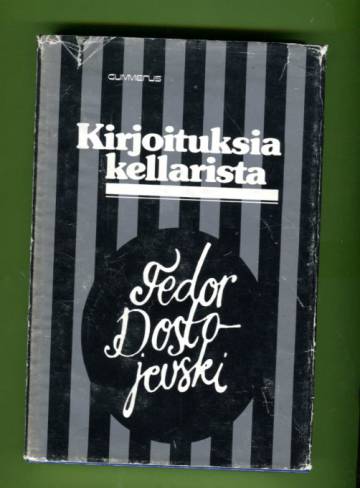 GUMMERUS
Kirjoituksia
kellarista
Fedor
Dosto-
jevski